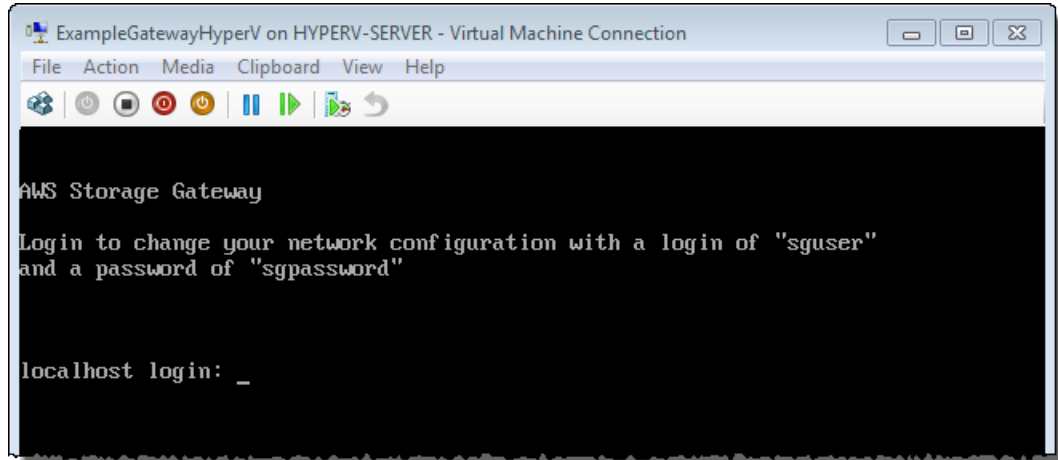 ExampleGatewayHyperV on HYPERV-SERVER - Virtual Machine Connection
File Action Media Clipboard View Help
AWS Storage Gateway
Login to change your network configuration with a login of "sguser"
and a password of "sgpassword"
localhost login: _